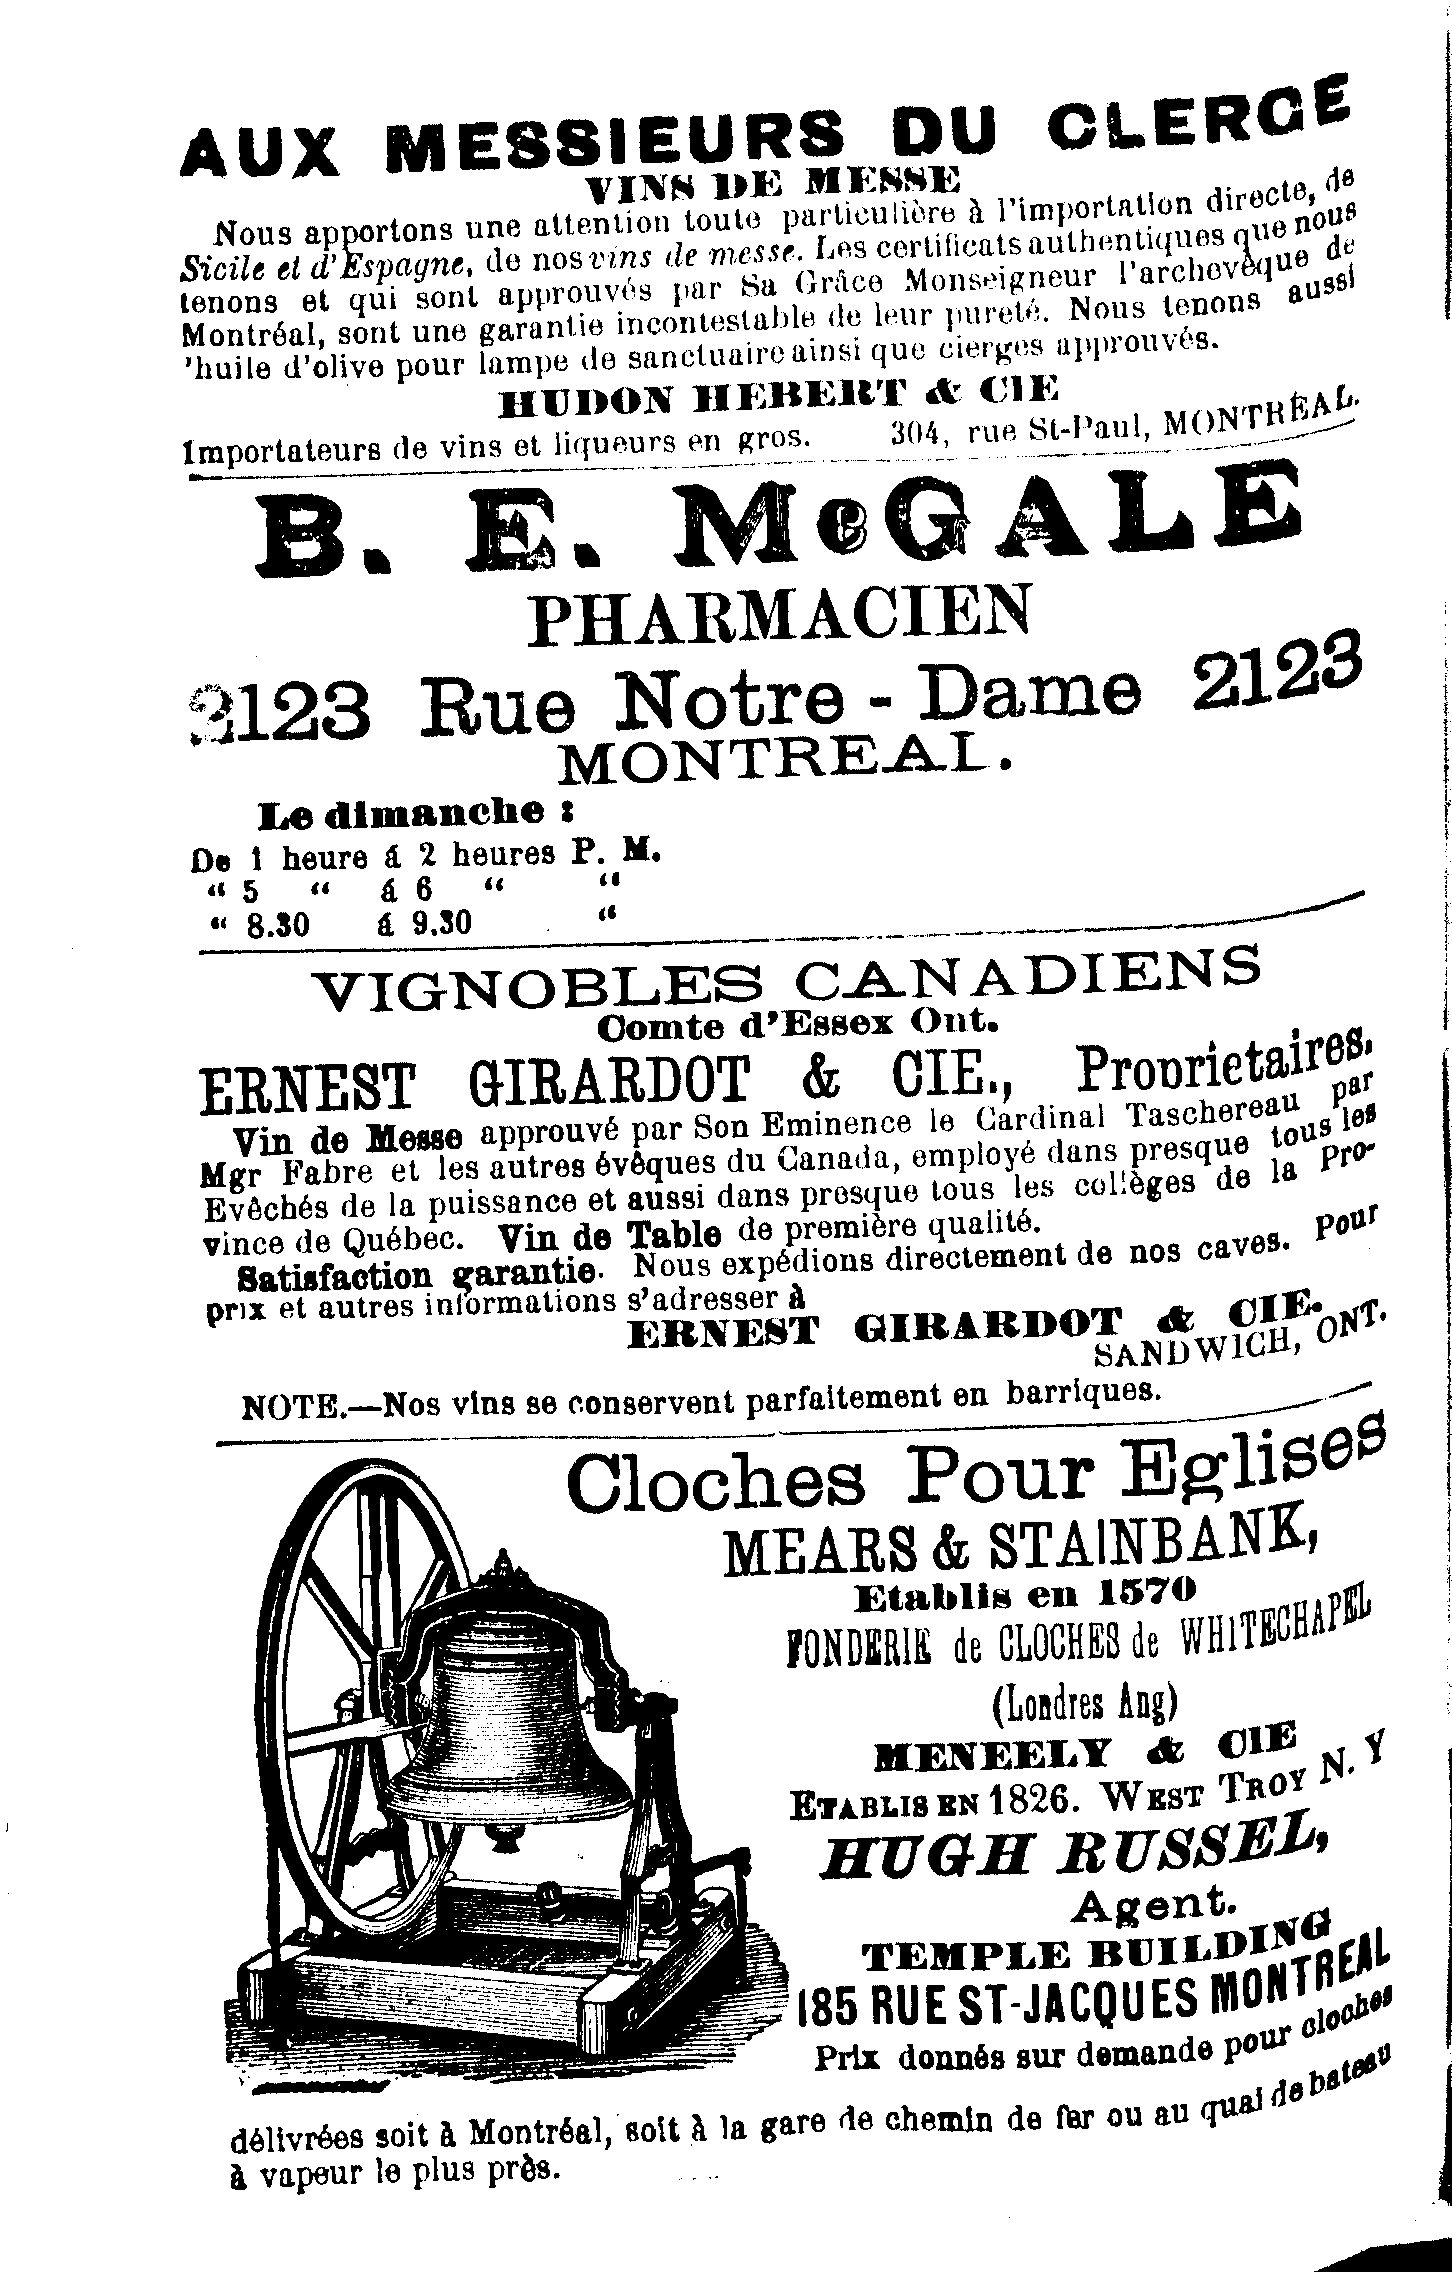 AUX MESSIEURS DU CLERGE
VINS DE MESSE
Nous apportons une attention toute particulière à l'importation directe, de
Sicile et d'Espagne, de nos vins de messe. Les certificats authentiques que nous
tenons et qui sont approuvés par Sa Grâce Monseigneur l'archevêque de
Montréal, sont une garantie incontestable de leur pureté. Nous tenons aussi
'huile d'olive pour lampe de sanctuaire ainsi que cierges approuvés.
HUDON HEBERT & CIE
Importateurs de vins et liqueurs en gros. 304, rue St-Paul, MONTRÉAL.
B. E. McGALE
PHARMACIEN
2123 Rue Notre-Dame 2123
MONTREAL.
Le dimanche :
De 1 heure á 2 heures P. M.
“ 5 “ á 6 “ “
“ 8.30 á 9.30 “
VIGNOBLES CANADIENS
Comte d'Essex Ont.
ERNEST GIRARDOT & CIE., Proprietaires.
Vin de Messe approuvé par Son Eminence le Cardinal Taschereau par
Mgr Fabre et les autres évêques du Canada, employé dans presque tous les
Evêchés de la puissance et aussi dans presque tous les collèges de la Pro-
vince de Québec. Vin de Table de première qualité.
Satisfaction garantie. Nous expédions directement de nos caves. Pour
prix et autres informations s'adresser à
ERNEST GIRARDOT & CIE.
SANDWICH, ONT.
NOTE.—Nos vins se conservent parfaitement en barriques.
Cloches Pour Eglises
MEARS & STAINBANK,
Etablis en 1570
FONDERIE de CLOCHES de WHITECHAPEL
(Londres Ang)
MENEELY & CIE
ETABLIS EN 1826. WEST TROY N. Y
HUGH RUSSEL,
Agent.
TEMPLE BUILDING
185 RUE ST-JACQUES MONTREAL
Prix donnés sur demande pour cloches
délivrées soit à Montréal, soit à la gare de chemin de fer ou au quai de bateau
à vapeur le plus près.